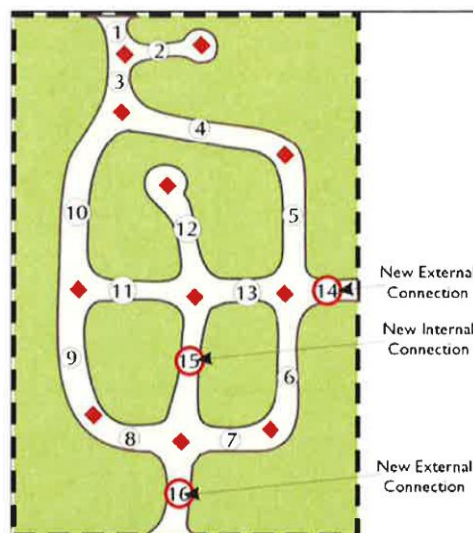 1
2
3
4
5
10
12
11
13
14
New External
Connection
New Internal
Connection
15
9
6
8
7
New External
Connection
16